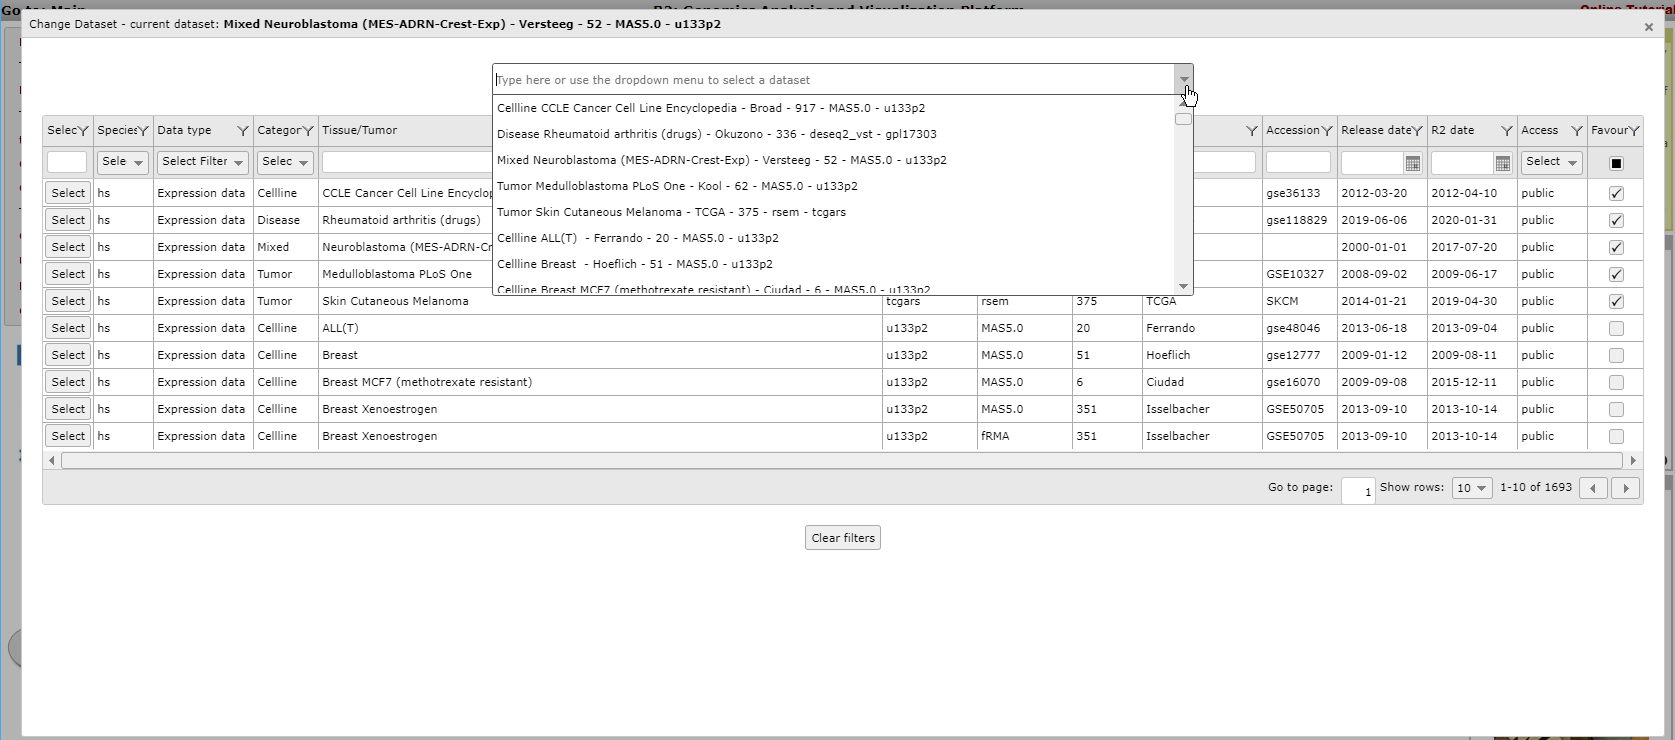 Go to: Main R2: Genomics Analysis and Visualization Platform Online Tutorial
Change Dataset - current dataset: Mixed Neuroblastoma (MES-ADRN-Crest-Exp) - Versteeg - 52 - MAS5.0 - u133p2 ×
Type here or use the dropdown menu to select a dataset
Cellline CCLE Cancer Cell Line Encyclopedia - Broad - 917 - MAS5.0 - u133p2
Disease Rheumatoid arthritis (drugs) - Okuzono - 336 - deseq2_vst - gpl17303
Mixed Neuroblastoma (MES-ADRN-Crest-Exp) - Versteeg - 52 - MAS5.0 - u133p2
Tumor Medulloblastoma PLoS One - Kool - 62 - MAS5.0 - u133p2
Tumor Skin Cutaneous Melanoma - TCGA - 375 - rsem - tcgars
Cellline ALL(T) - Ferrando - 20 - MAS5.0 - u133p2
Cellline Breast - Hoeflich - 51 - MAS5.0 - u133p2
Cellline Breast MCF7 (methotrexate resistant) - Ciudad - 6 - MAS5.0 - u133p2
Selec Species Data type Categor Tissue/Tumor Accession Release date R2 date Access Favour
Sele Select Filter Selec Select
Select hs Expression data Cellline CCLE Cancer Cell Line Encyclop gse36133 2012-03-20 2012-04-10 public
Select hs Expression data Disease Rheumatoid arthritis (drugs) gse118829 2019-06-06 2020-01-31 public
Select hs Expression data Mixed Neuroblastoma (MES-ADRN-Cr 2000-01-01 2017-07-20 public
Select hs Expression data Tumor Medulloblastoma PLoS One GSE10327 2008-09-02 2009-06-17 public
Select hs Expression data Tumor Skin Cutaneous Melanoma tcgars rsem 375 TCGA SKCM 2014-01-21 2019-04-30 public
Select hs Expression data Cellline ALL(T) u133p2 MAS5.0 20 Ferrando gse48046 2013-06-18 2013-09-04 public
Select hs Expression data Cellline Breast u133p2 MAS5.0 51 Hoeflich gse12777 2009-01-12 2009-08-11 public
Select hs Expression data Cellline Breast MCF7 (methotrexate resistant) u133p2 MAS5.0 6 Ciudad gse16070 2009-09-08 2015-12-11 public
Select hs Expression data Cellline Breast Xenoestrogen u133p2 MAS5.0 351 Isselbacher GSE50705 2013-09-10 2013-10-14 public
Select hs Expression data Cellline Breast Xenoestrogen u133p2 fRMA 351 Isselbacher GSE50705 2013-09-10 2013-10-14 public
Go to page: 1 Show rows: 10 1-10 of 1693
Clear filters